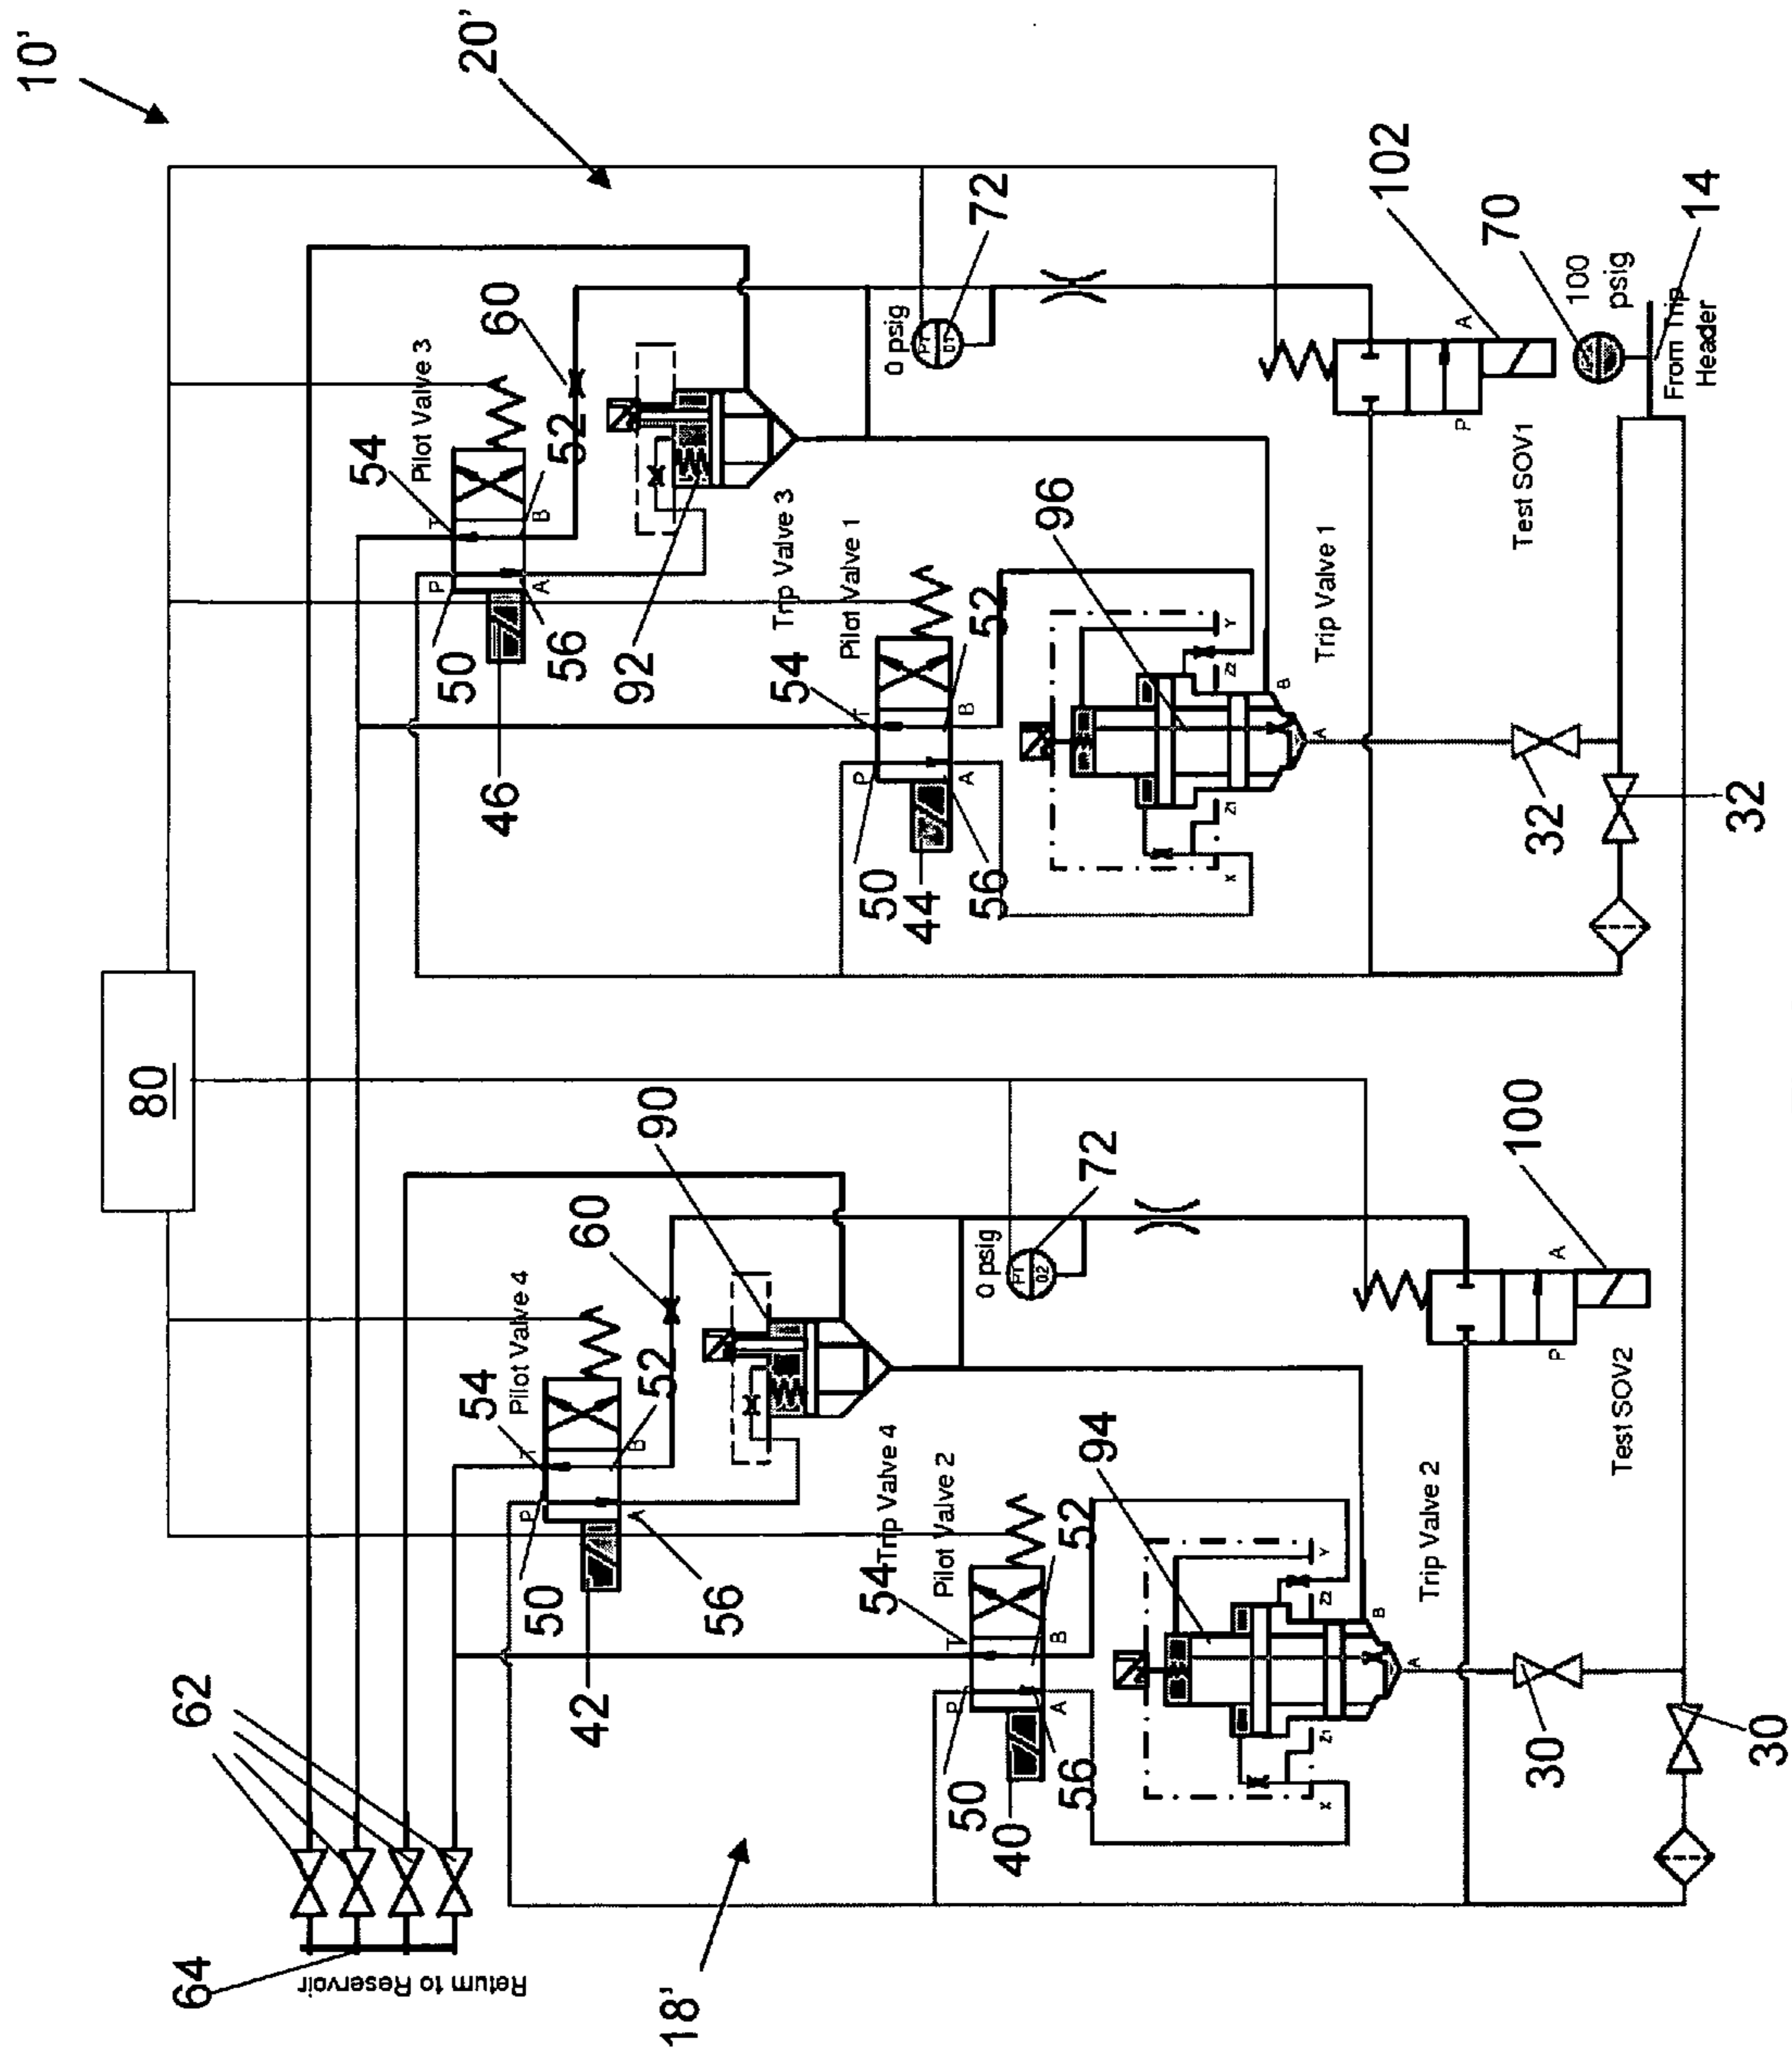 10'
20'
18'
80
64
Return to Reservoir
62
Pilot Valve 4
54
T
52
B
P
A
50
42
56
60
90
Trip Valve 4
Pilot Valve 2
54
T
52
B
P
A
50
40
56
94
X
Z1
Z2
Y
A
B
Trip Valve 2
0 psig
PT
02
72
P
A
100
Test SOV2
30
30
Pilot Valve 3
54
T
52
B
P
A
50
46
56
60
92
Trip Valve 3
Pilot Valve 1
54
T
52
B
P
A
50
44
56
96
X
Z1
Z2
Y
A
B
Trip Valve 1
0 psig
PT
01
72
P
A
102
Test SOV1
32
32
70
100
psig
From Trip
Header
14